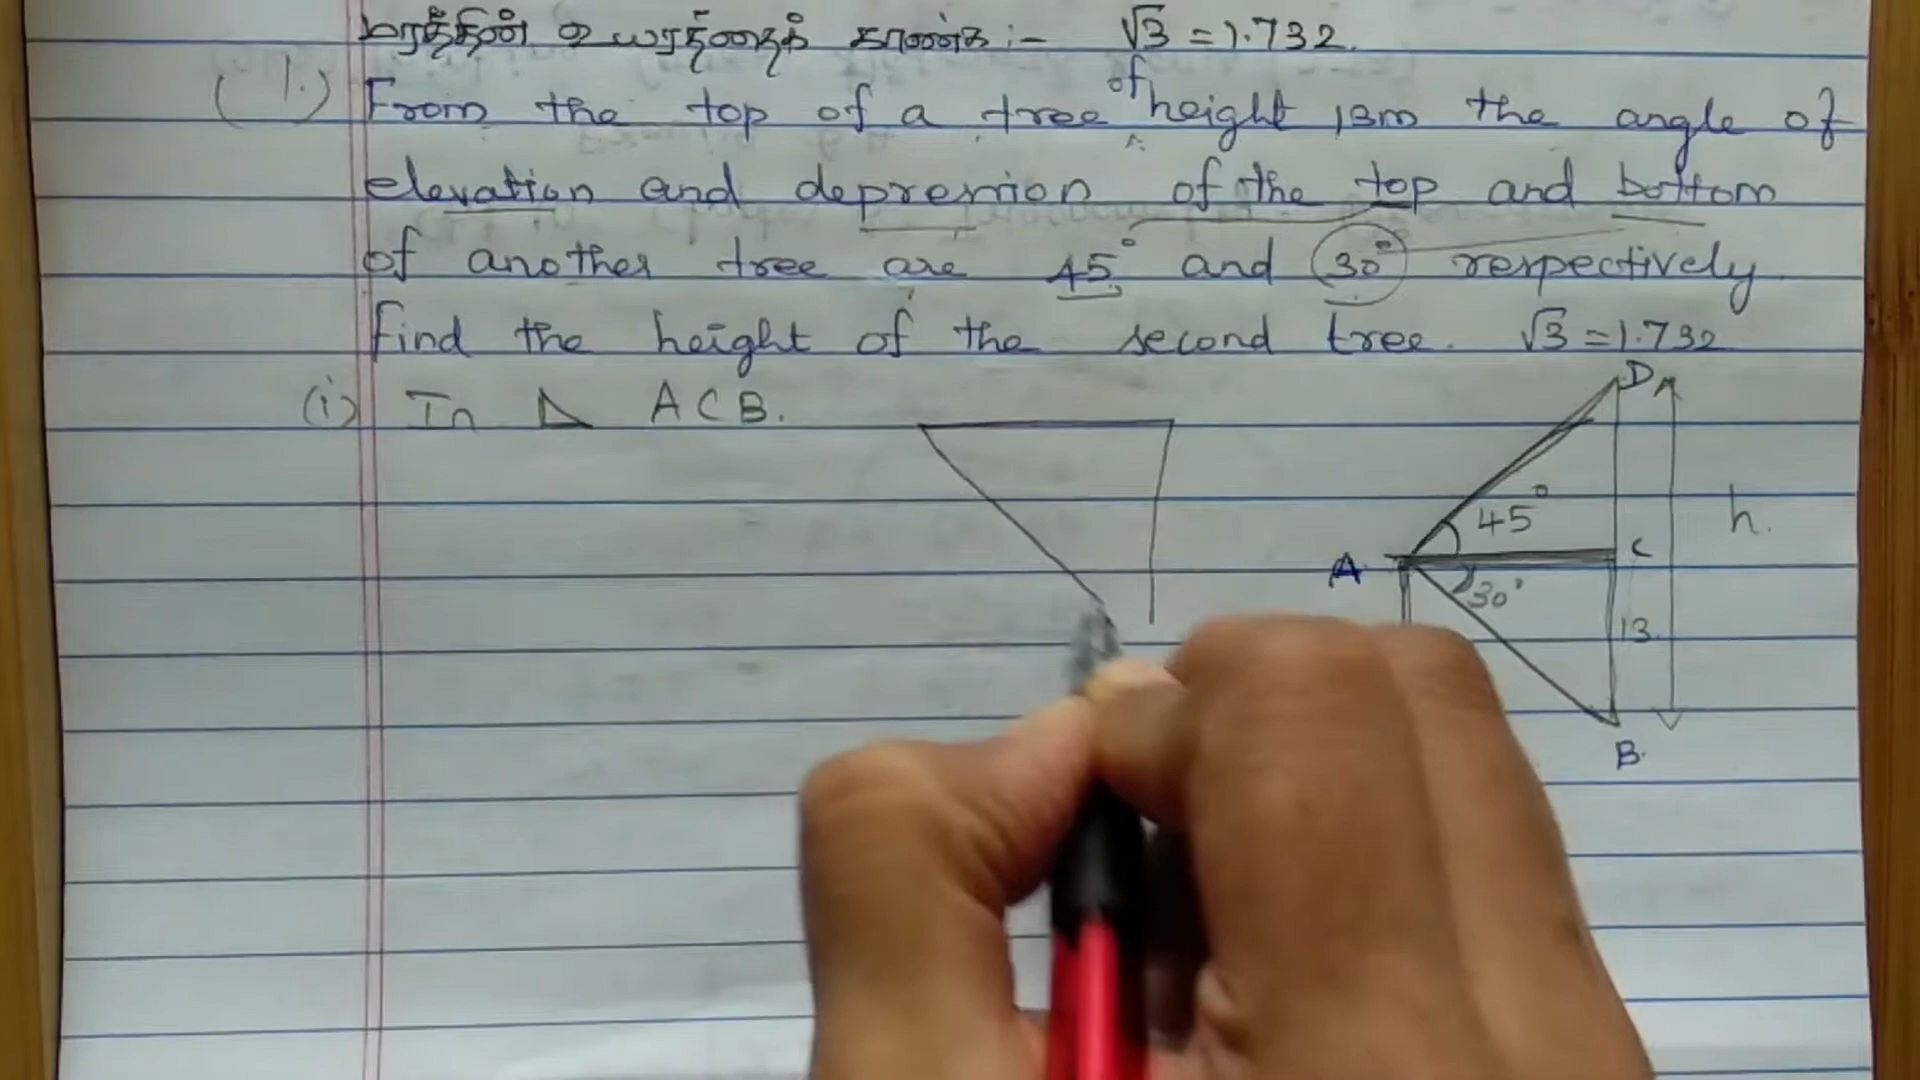 மரத்தின் உயரத்தைக் காண்க :- √3 = 1.732.
(1.) From the top of a tree of height 13m the angle of
elevation and depression of the top and bottom
of another tree are 45° and 30° respectively
find the height of the second tree. √3 = 1.732
(i) In ⊿ ACB.
D
45°
h.
A
C
30°
13.
B.